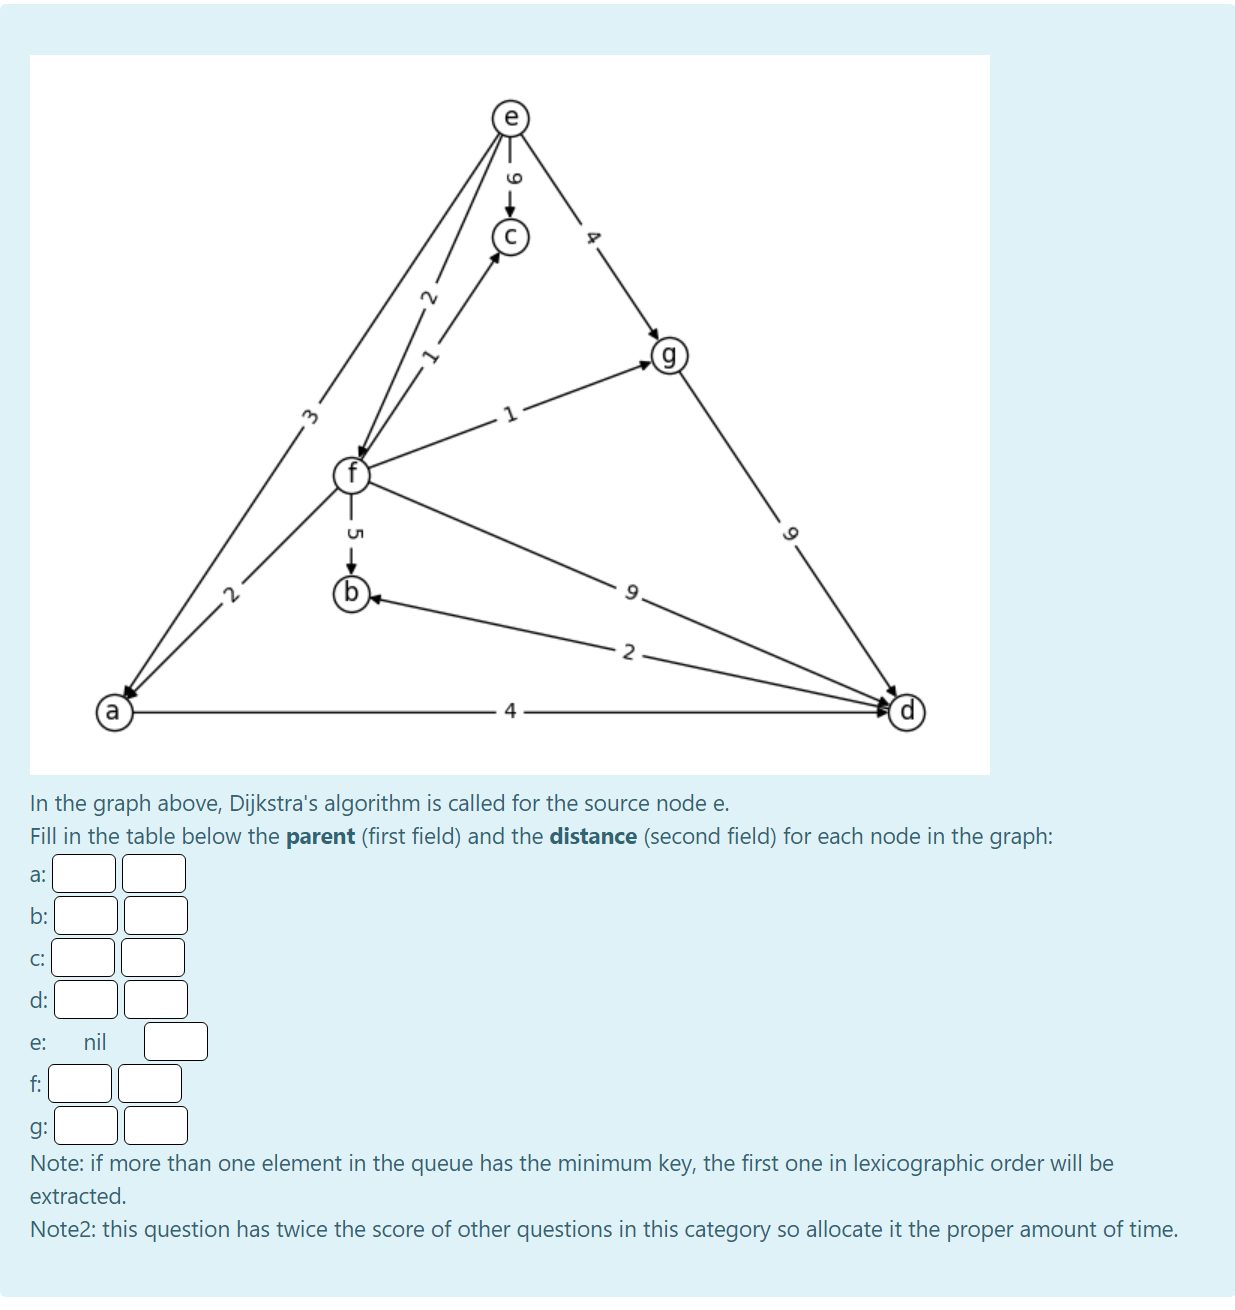 e
6
c
4
2
1
g
3
1
f
5
9
2
b
9
2
a
4
d
In the graph above, Dijkstra's algorithm is called for the source node e.
Fill in the table below the parent (first field) and the distance (second field) for each node in the graph:
a:
b:
c:
d:
e: nil
f:
g:
Note: if more than one element in the queue has the minimum key, the first one in lexicographic order will be
extracted.
Note2: this question has twice the score of other questions in this category so allocate it the proper amount of time.